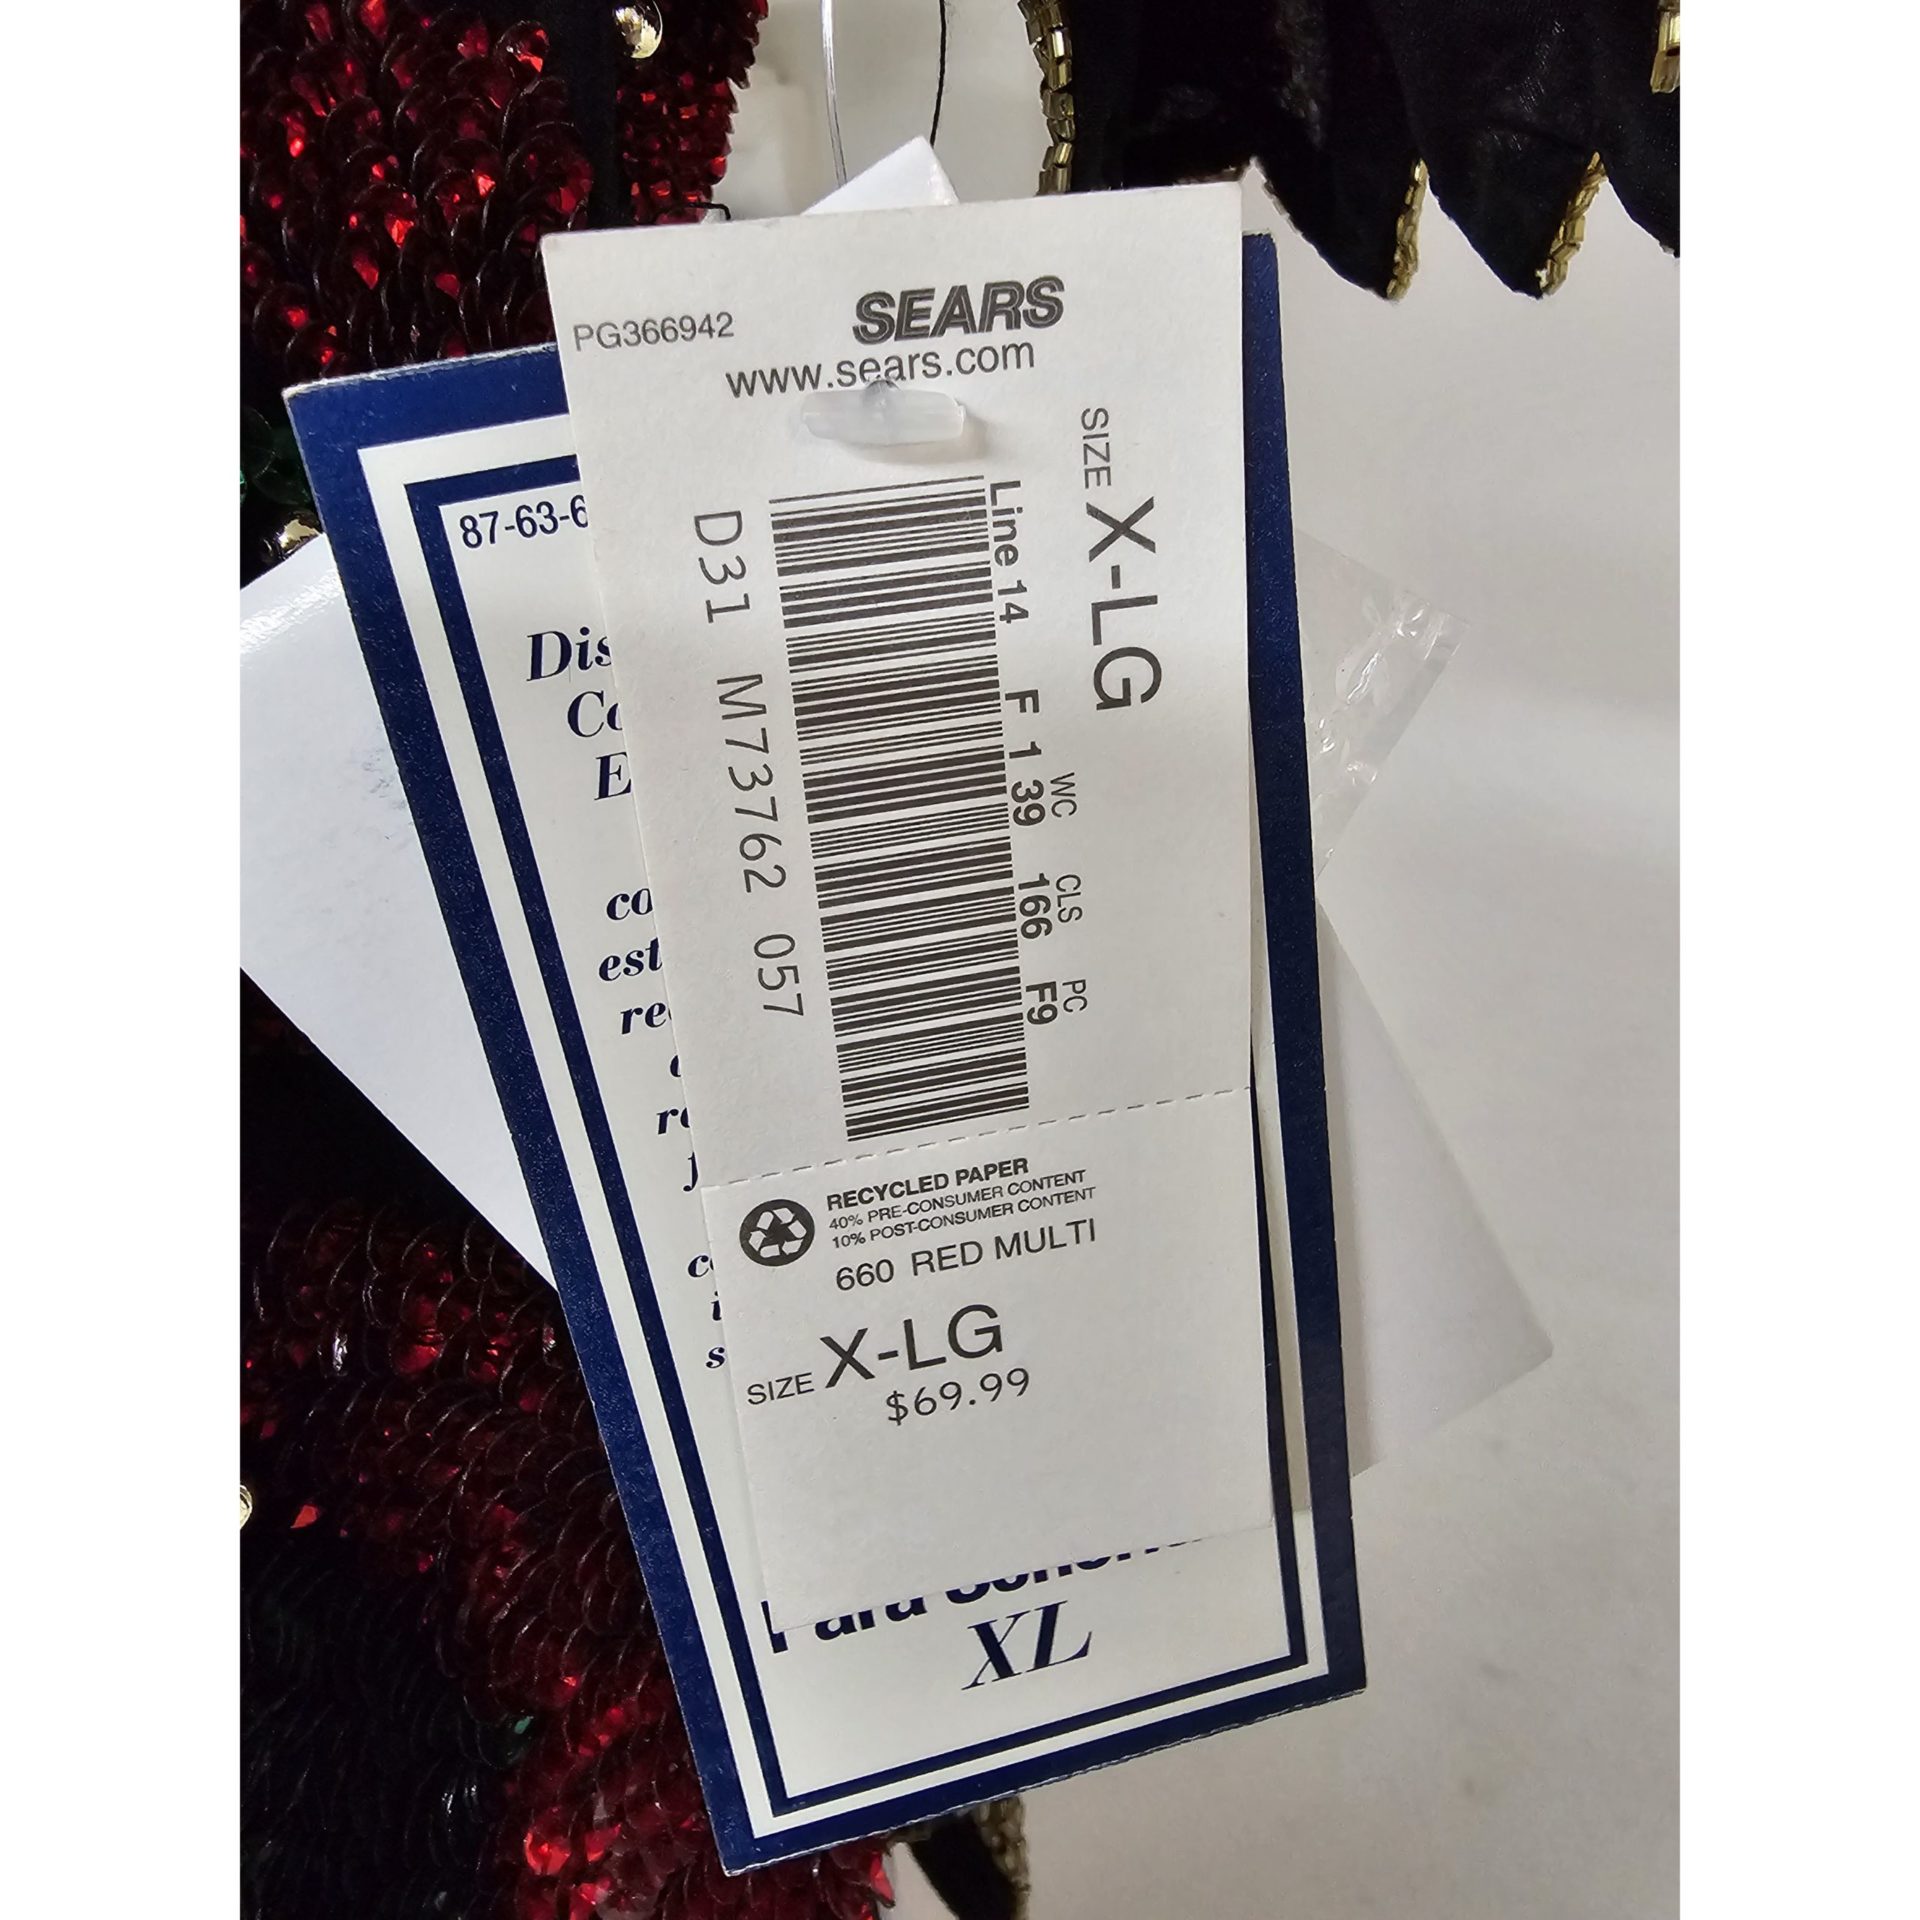 PG366942
SEARS
www.sears.com
SIZE X-LG
Line 14 F 1 39 166 F9
WC CLS PC
D31 M73762 057
RECYCLED PAPER
40% PRE-CONSUMER CONTENT
10% POST-CONSUMER CONTENT
660 RED MULTI
SIZE X-LG
$69.99
87-63-6
Para
XL